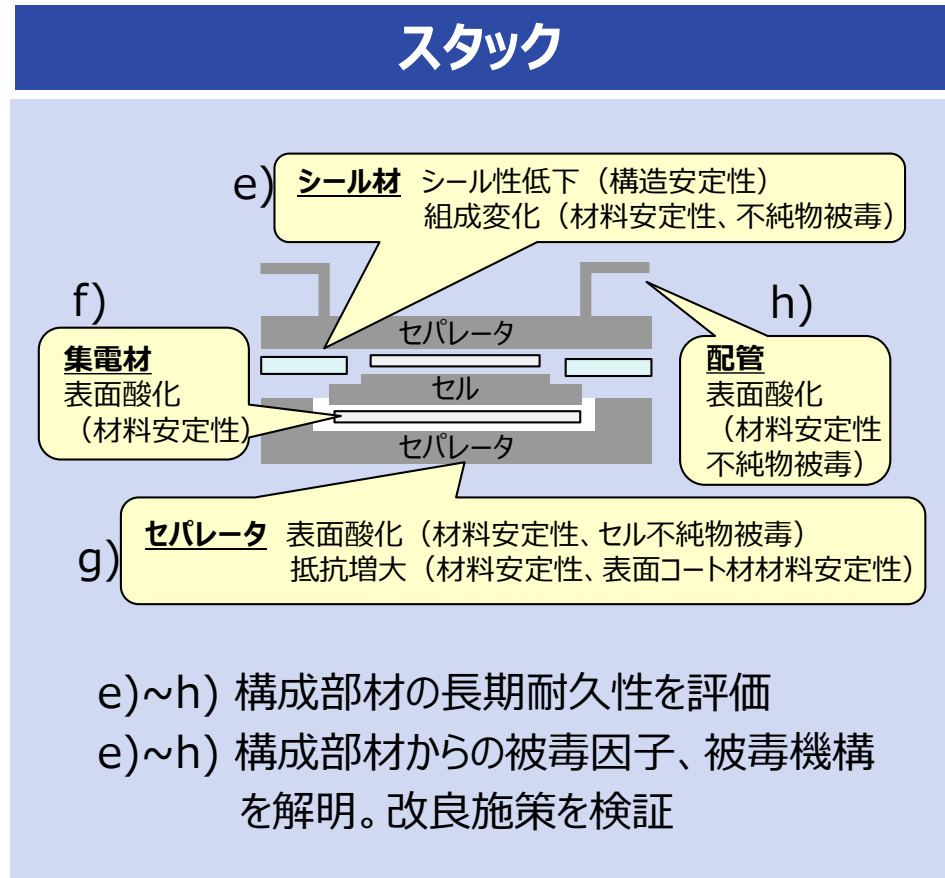 スタック
e) シール材 シール性低下（構造安定性）
組成変化（材料安定性、不純物被毒）
f)
集電材
表面酸化
（材料安定性）
セパレータ
セル
セパレータ
h)
配管
表面酸化
（材料安定性
不純物被毒）
g) セパレータ 表面酸化（材料安定性、セル不純物被毒）
抵抗増大（材料安定性、表面コート材材料安定性）
e)~h) 構成部材の長期耐久性を評価
e)~h) 構成部材からの被毒因子、被毒機構
を解明。改良施策を検証